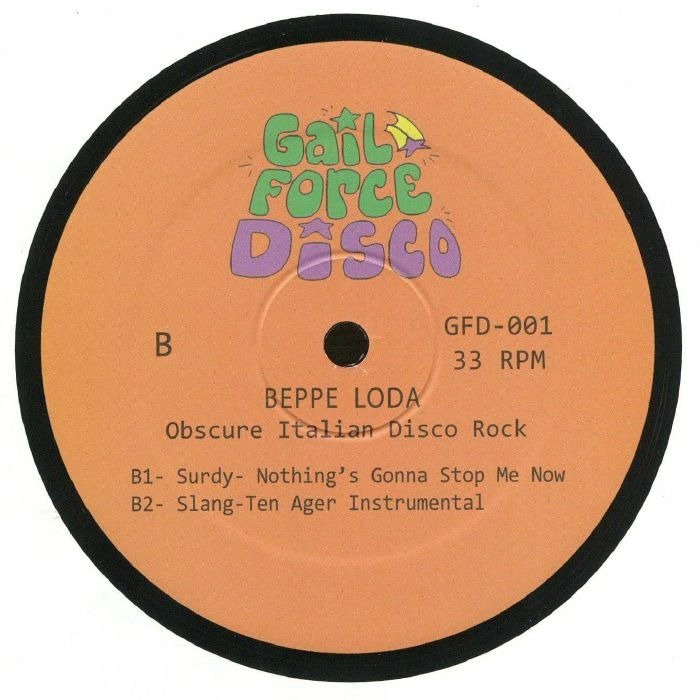 Gail
Force
Disco
B
GFD-001
33 RPM
BEPPE LODA
Obscure Italian Disco Rock
B1- Surdy- Nothing's Gonna Stop Me Now
B2- Slang-Ten Ager Instrumental